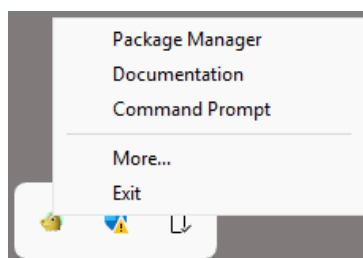 Package Manager
Documentation
Command Prompt
More...
Exit